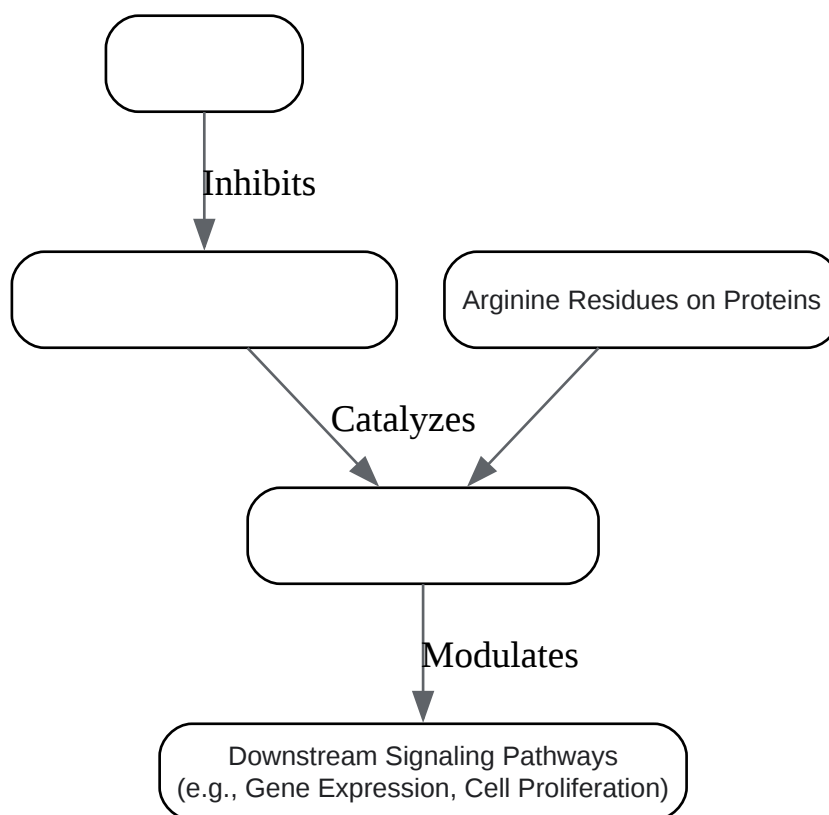 Inhibits
Arginine Residues on Proteins
Catalyzes
Modulates
Downstream Signaling Pathways
(e.g., Gene Expression, Cell Proliferation)